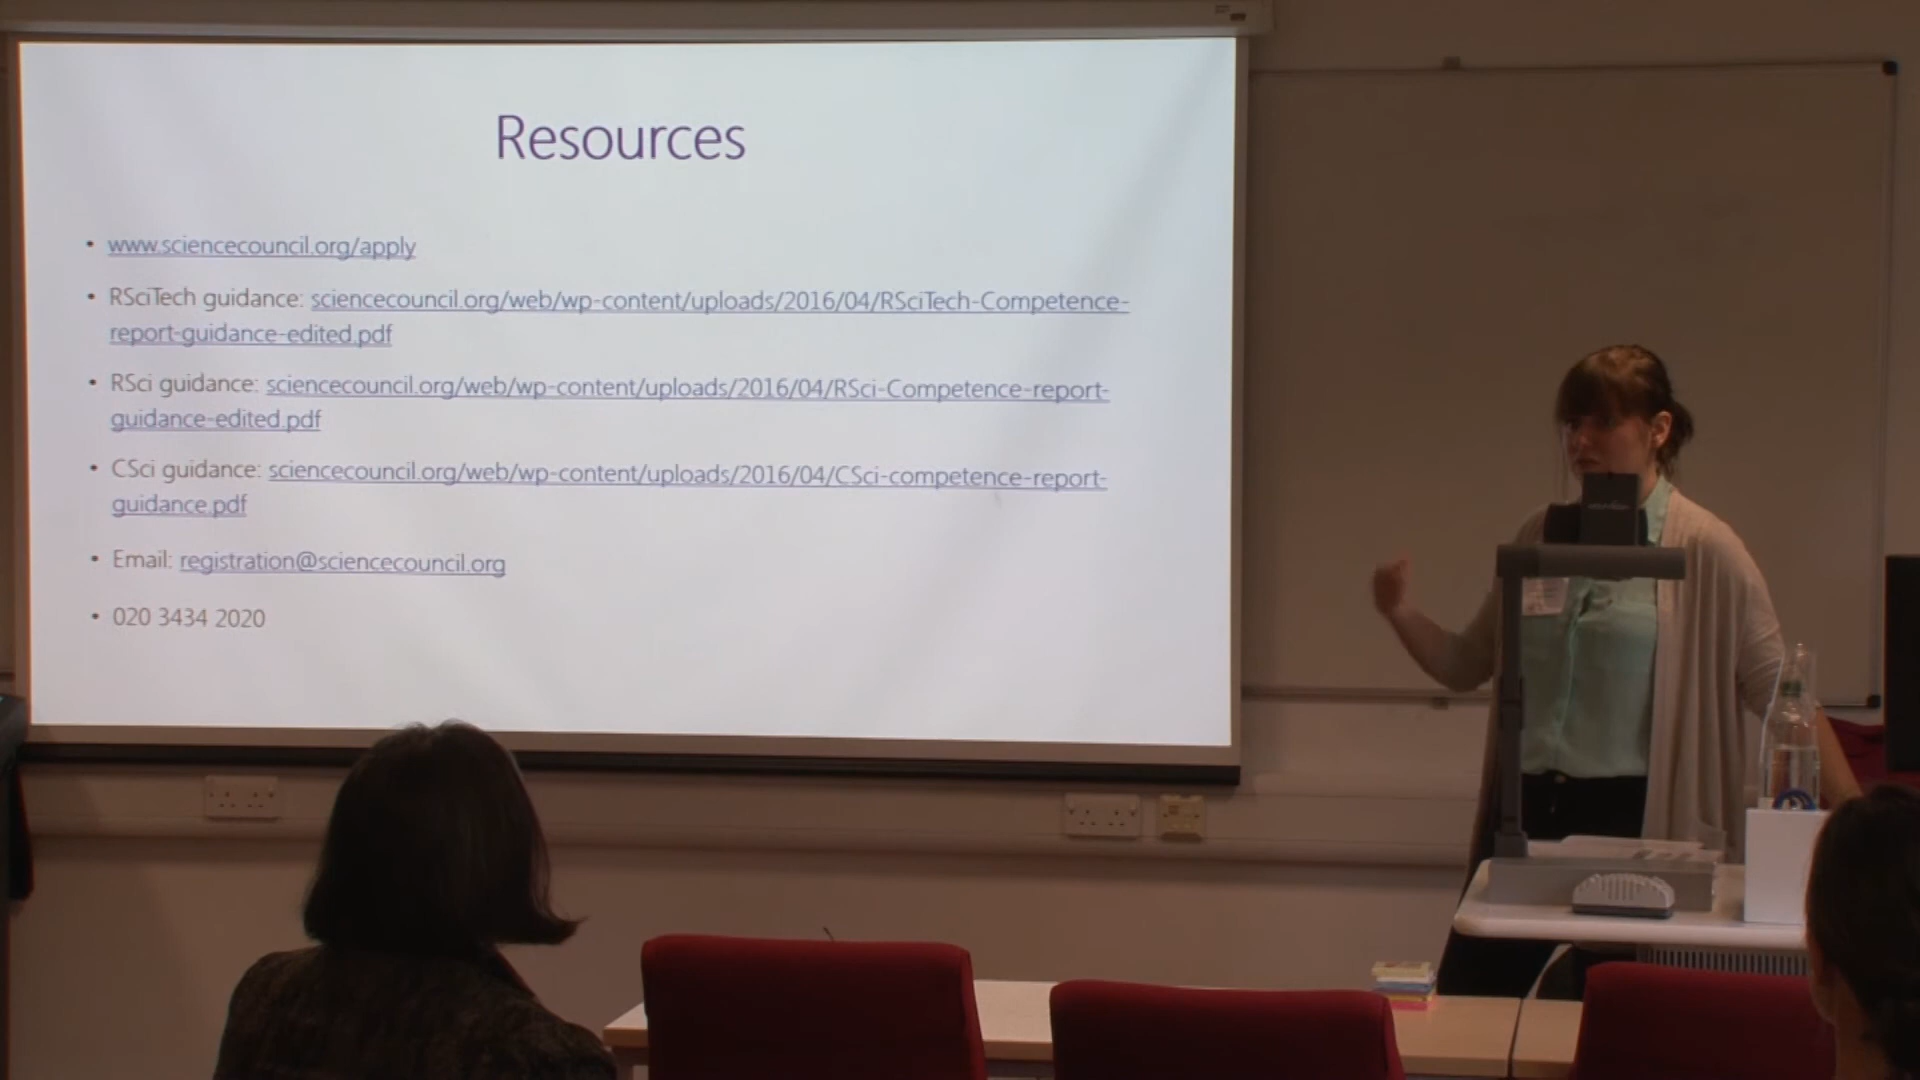 Resources
• www.sciencecouncil.org/apply
• RSciTech guidance: sciencecouncil.org/web/wp-content/uploads/2016/04/RSciTech-Competence-
report-guidance-edited.pdf
• RSci guidance: sciencecouncil.org/web/wp-content/uploads/2016/04/RSci-Competence-report-
guidance-edited.pdf
• CSci guidance: sciencecouncil.org/web/wp-content/uploads/2016/04/CSci-competence-report-
guidance.pdf
• Email: registration@sciencecouncil.org
• 020 3434 2020